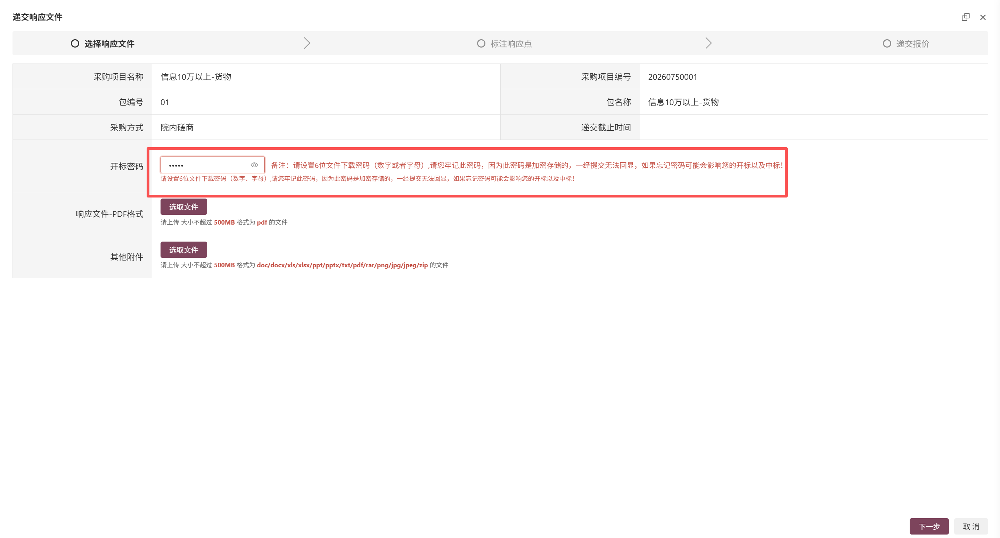 递交响应文件
选择响应文件 标注响应点 递交报价
采购项目名称 信息10万以上-货物 采购项目编号 20260750001
包编号 01 包名称 信息10万以上-货物
采购方式 院内磋商 递交截止时间
开标密码 ••••• 备注：请设置6位文件下载密码（数字或者字母）,请您牢记此密码，因为此密码是加密存储的，一经提交无法回显，如果忘记密码可能会影响您的开标以及中标！
请设置6位文件下载密码（数字、字母）,请您牢记此密码，因为此密码是加密存储的，一经提交无法回显，如果忘记密码可能会影响您的开标以及中标！
响应文件-PDF格式 选取文件
请上传 大小不超过 500MB 格式为 pdf 的文件
其他附件 选取文件
请上传 大小不超过 500MB 格式为 doc/docx/xls/xlsx/ppt/pptx/txt/pdf/rar/png/jpg/jpeg/zip 的文件
下一步 取 消